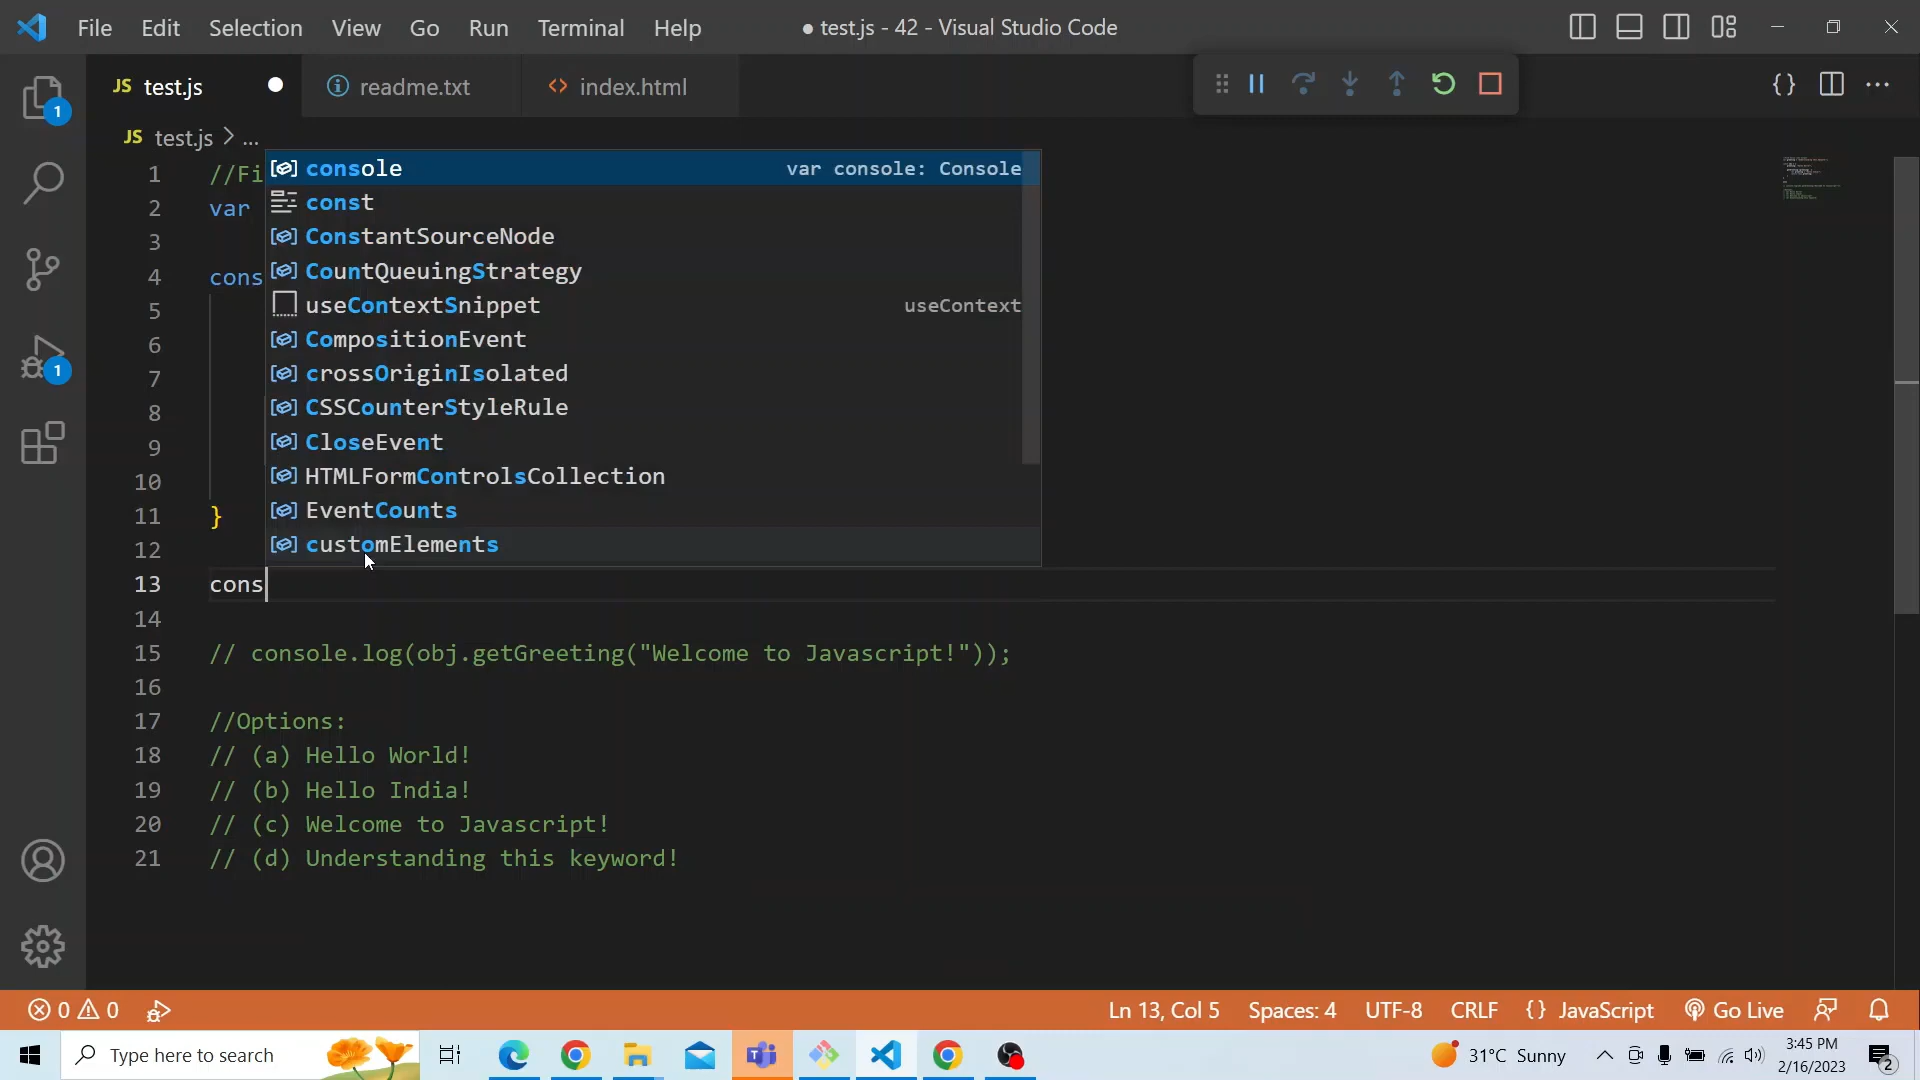 File Edit Selection View Go Run Terminal Help ● test.js - 42 - Visual Studio Code
JS test.js ● readme.txt <> index.html {} ...
JS test.js > ...
1
1
1 //Fi
2 var
3
4 cons
5
6
7
8
9
10
11 }
12
13 cons
14
15 // console.log(obj.getGreeting("Welcome to Javascript!"));
16
17 //Options:
18 // (a) Hello World!
19 // (b) Hello India!
20 // (c) Welcome to Javascript!
21 // (d) Understanding this keyword!
console var console: Console
const
ConstantSourceNode
CountQueuingStrategy
useContextSnippet useContext
CompositionEvent
crossOriginIsolated
CSSCounterStyleRule
CloseEvent
HTMLFormControlsCollection
EventCounts
customElements
0 0 Ln 13, Col 5 Spaces: 4 UTF-8 CRLF {} JavaScript Go Live
Type here to search 31°C Sunny 3:45 PM
2/16/2023 2